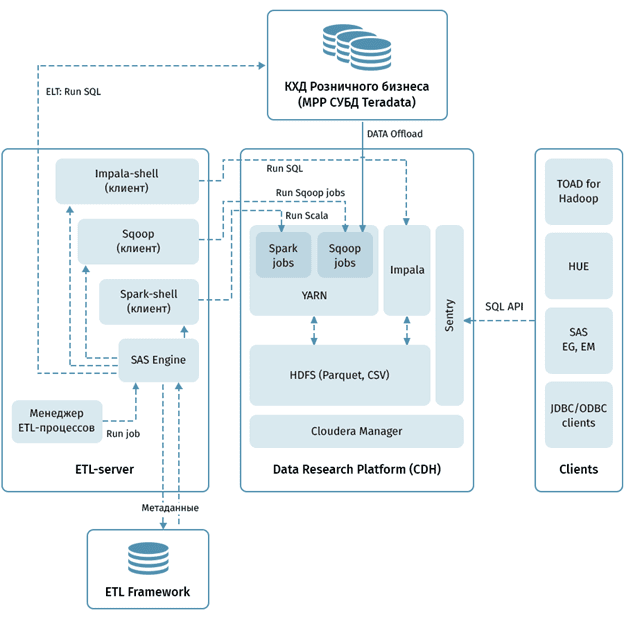 КХД Розничного бизнеса
(MPP СУБД Teradata)
ELT: Run SQL
DATA Offload
Impala-shell
(клиент)
Run SQL
Sqoop
(клиент)
Run Sqoop jobs
Run Scala
Spark-shell
(клиент)
SAS Engine
Менеджер
ETL-процессов
Run job
ETL-server
Spark
jobs
Sqoop
jobs
YARN
Impala
Sentry
HDFS (Parquet, CSV)
Cloudera Manager
Data Research Platform (CDH)
SQL API
TOAD for
Hadoop
HUE
SAS
EG, EM
JDBC/ODBC
clients
Clients
Метаданные
ETL Framework